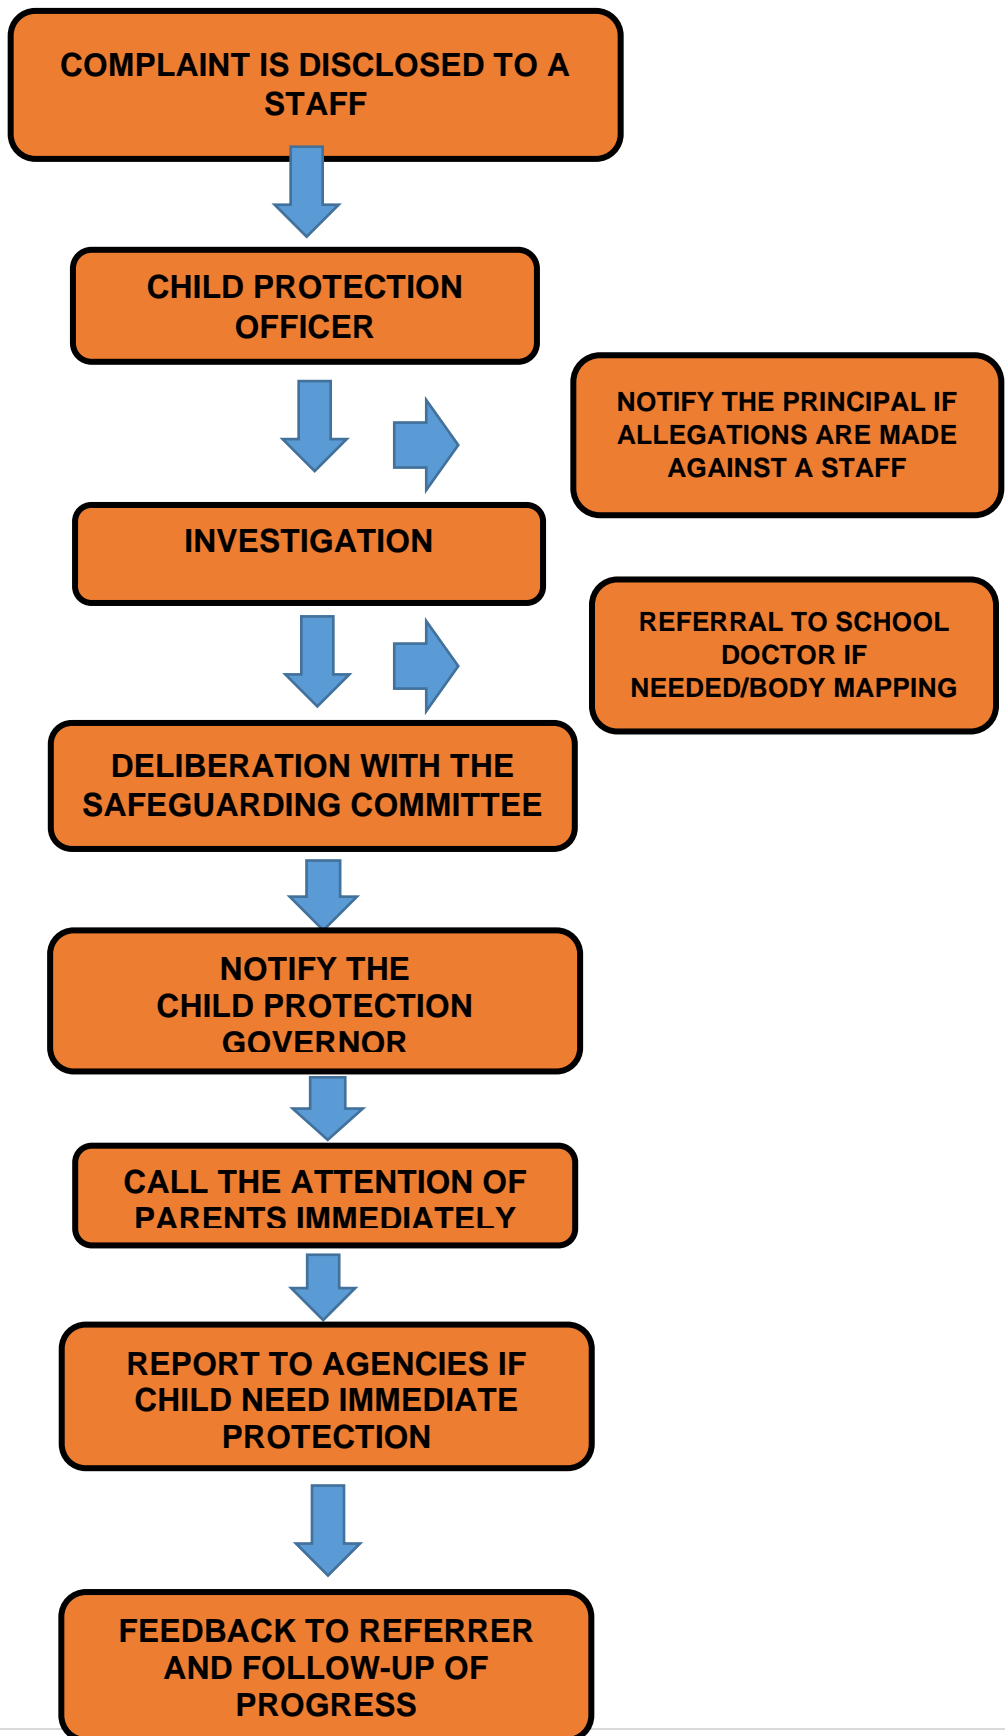 COMPLAINT IS DISCLOSED TO A
STAFF
CHILD PROTECTION
OFFICER
NOTIFY THE PRINCIPAL IF
ALLEGATIONS ARE MADE
AGAINST A STAFF
INVESTIGATION
REFERRAL TO SCHOOL
DOCTOR IF
NEEDED/BODY MAPPING
DELIBERATION WITH THE
SAFEGUARDING COMMITTEE
NOTIFY THE
CHILD PROTECTION
GOVERNOR
CALL THE ATTENTION OF
PARENTS IMMEDIATELY
REPORT TO AGENCIES IF
CHILD NEED IMMEDIATE
PROTECTION
FEEDBACK TO REFERRER
AND FOLLOW-UP OF
PROGRESS